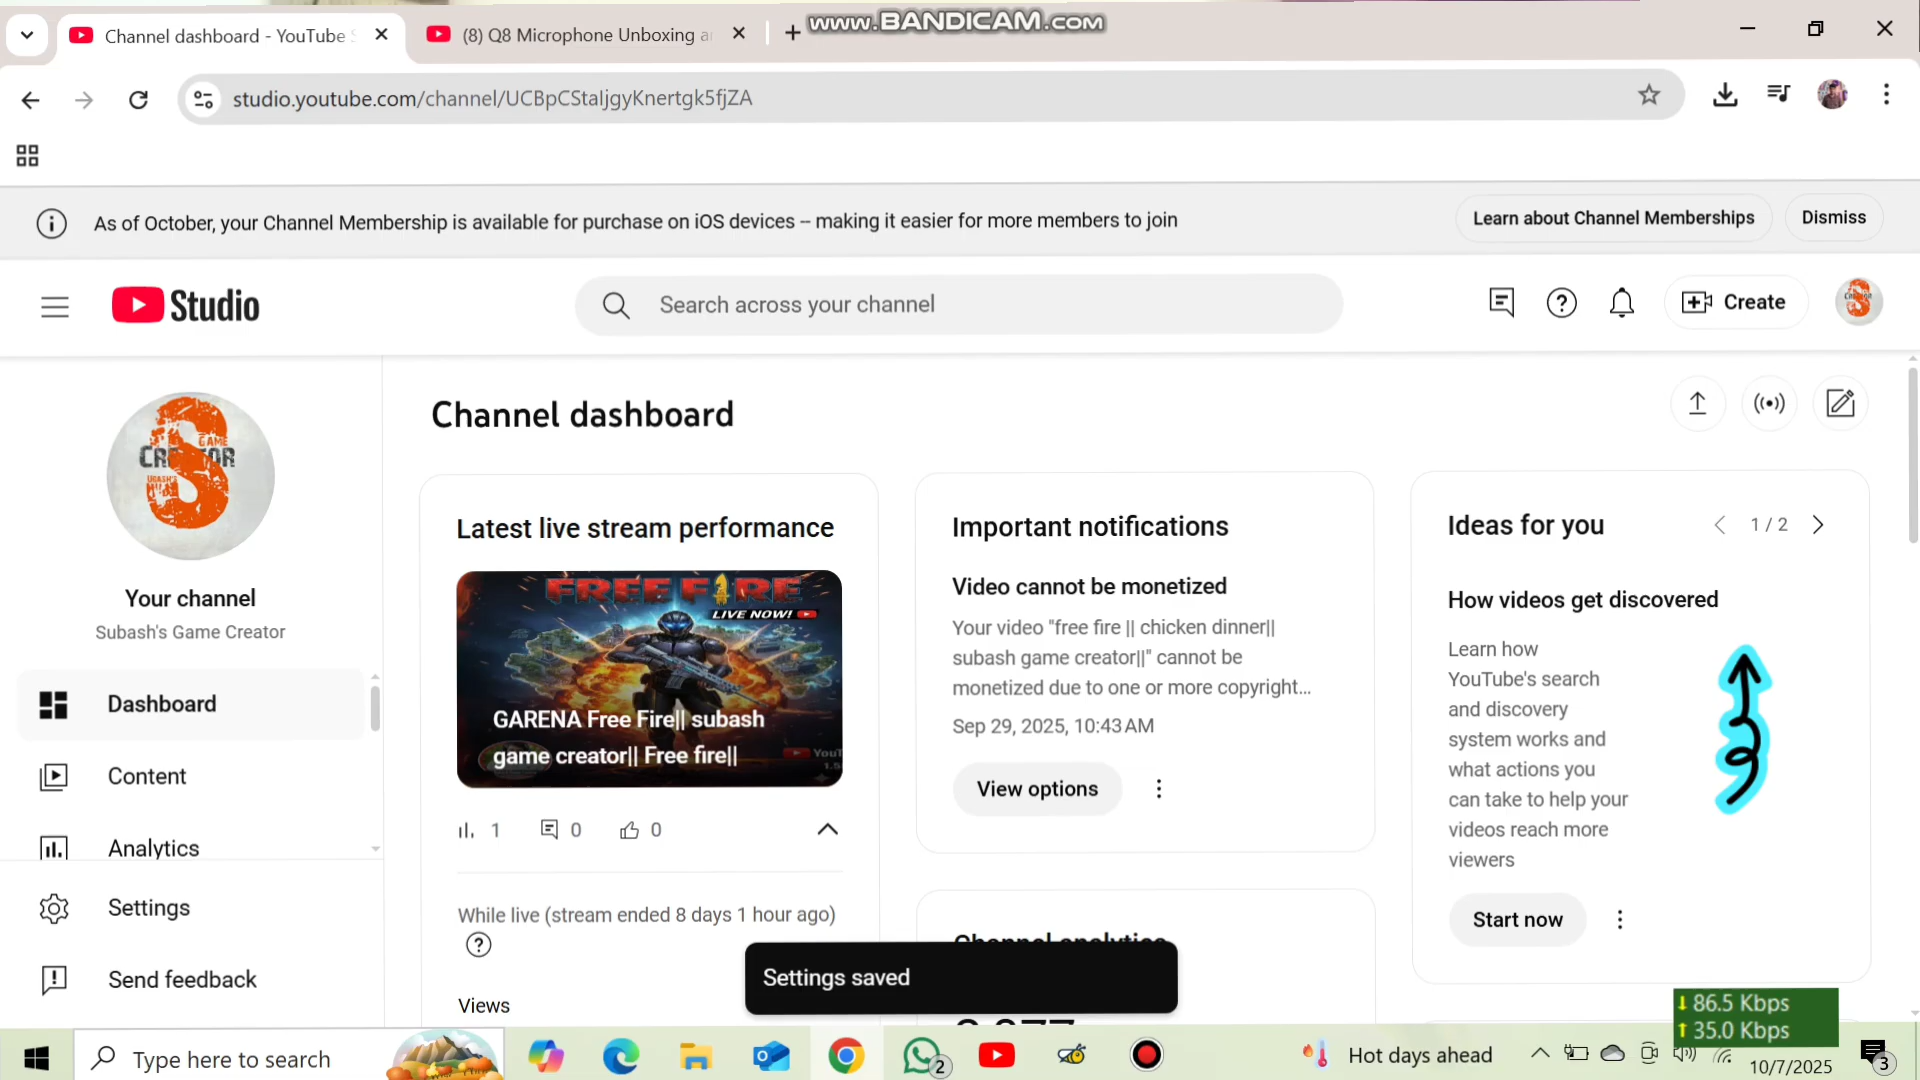 Channel dashboard - YouTube S
(8) Q8 Microphone Unboxing a
www.BANDICAM.com
studio.youtube.com/channel/UCBpCStaljgyKnertgk5fjZA
As of October, your Channel Membership is available for purchase on iOS devices -- making it easier for more members to join
Learn about Channel Memberships
Dismiss
Studio
Search across your channel
Create
GAME
CREATOR
Your channel
Subash's Game Creator
Dashboard
Content
Analytics
Settings
Send feedback
Channel dashboard
Latest live stream performance
FREE FIRE
LIVE NOW!
GARENA Free Fire|| subash
game creator|| Free fire||
1 0 0
While live (stream ended 8 days 1 hour ago)
Views
Important notifications
Video cannot be monetized
Your video "free fire || chicken dinner||
subash game creator||" cannot be
monetized due to one or more copyright...
Sep 29, 2025, 10:43 AM
View options
Channel analytics
Ideas for you
1 / 2
How videos get discovered
Learn how
YouTube's search
and discovery
system works and
what actions you
can take to help your
videos reach more
viewers
Start now
Settings saved
86.5 Kbps
35.0 Kbps
Type here to search
2
Hot days ahead
10/7/2025
3